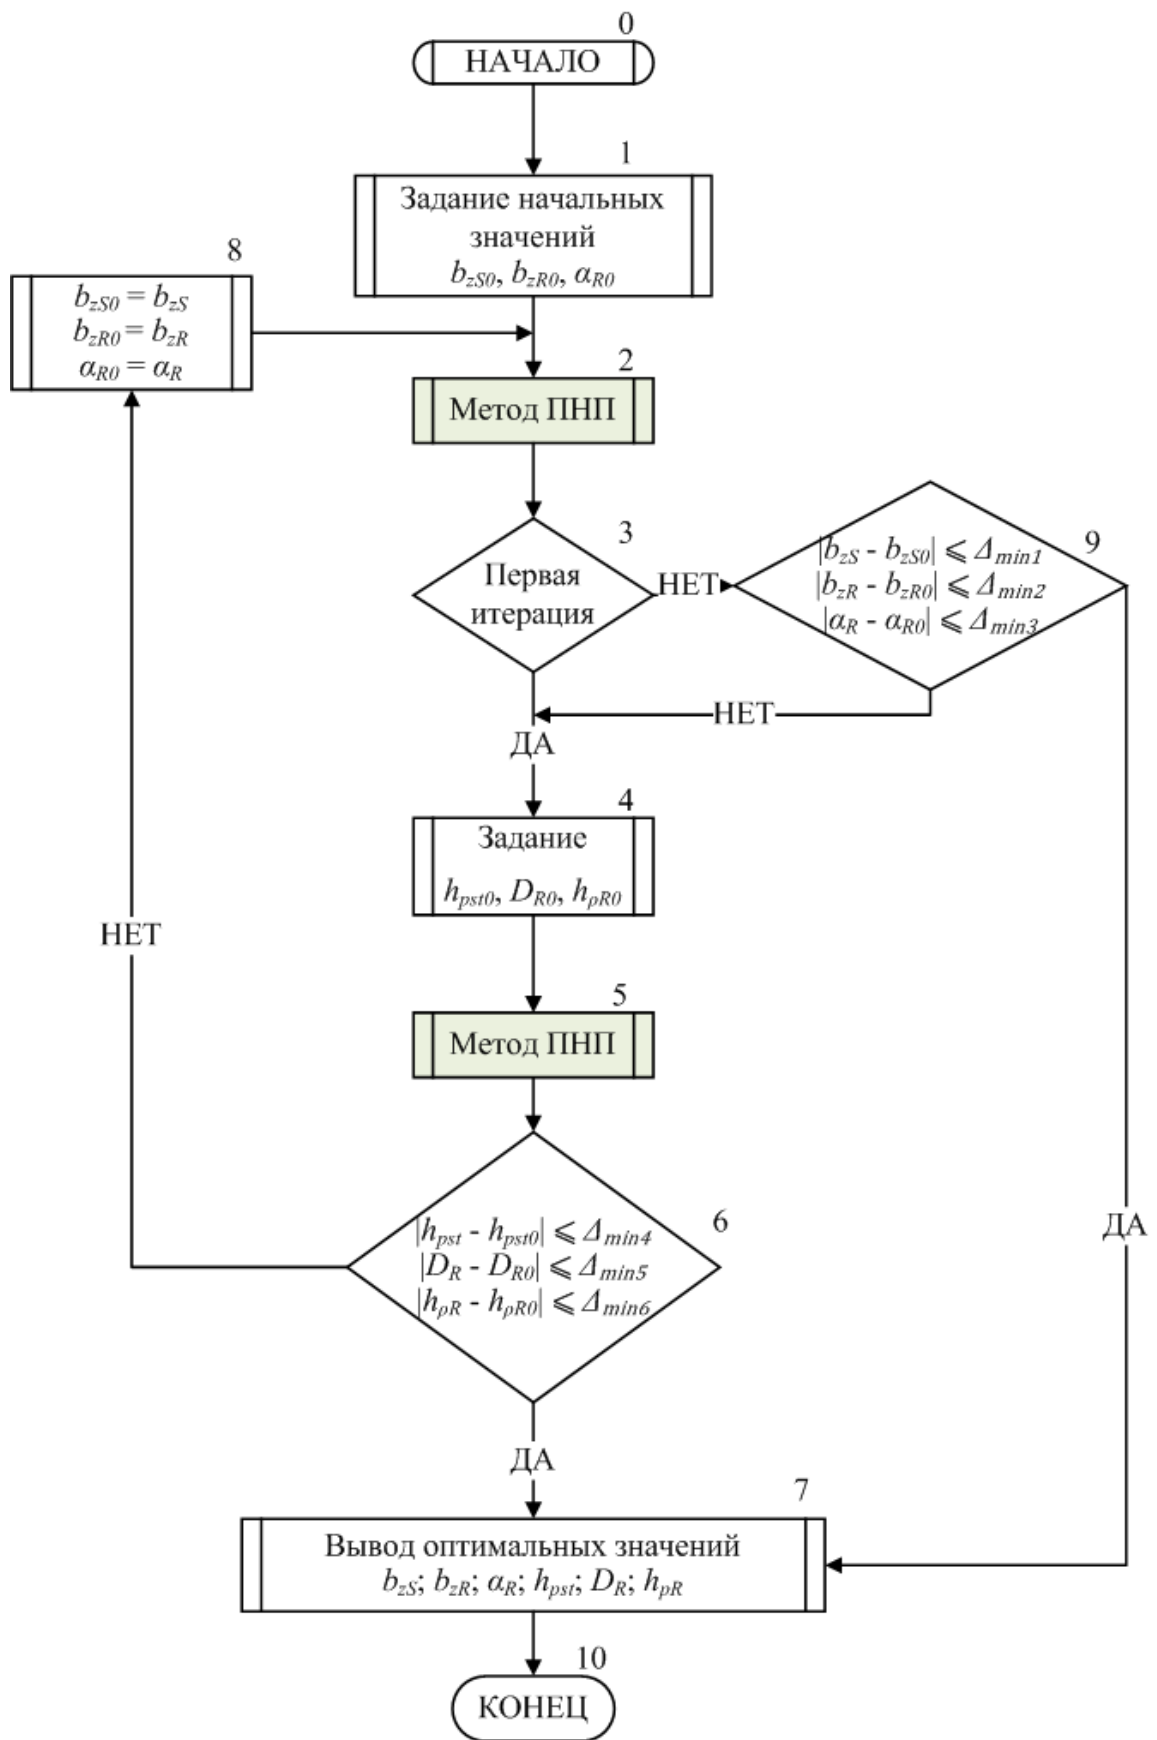 0
НАЧАЛО
1
Задание начальных
значений
b_zS0, b_zR0, α_R0
8
b_zS0 = b_zS
b_zR0 = b_zR
α_R0 = α_R
2
Метод ПНП
3
Первая
итерация
НЕТ
9
|b_zS - b_zS0| ⩽ Δ_min1
|b_zR - b_zR0| ⩽ Δ_min2
|α_R - α_R0| ⩽ Δ_min3
НЕТ
ДА
4
Задание
h_pst0, D_R0, h_ρR0
НЕТ
5
Метод ПНП
6
|h_pst - h_pst0| ⩽ Δ_min4
|D_R - D_R0| ⩽ Δ_min5
|h_ρR - h_ρR0| ⩽ Δ_min6
ДА
ДА
7
Вывод оптимальных значений
b_zS; b_zR; α_R; h_pst; D_R; h_pR
10
КОНЕЦ